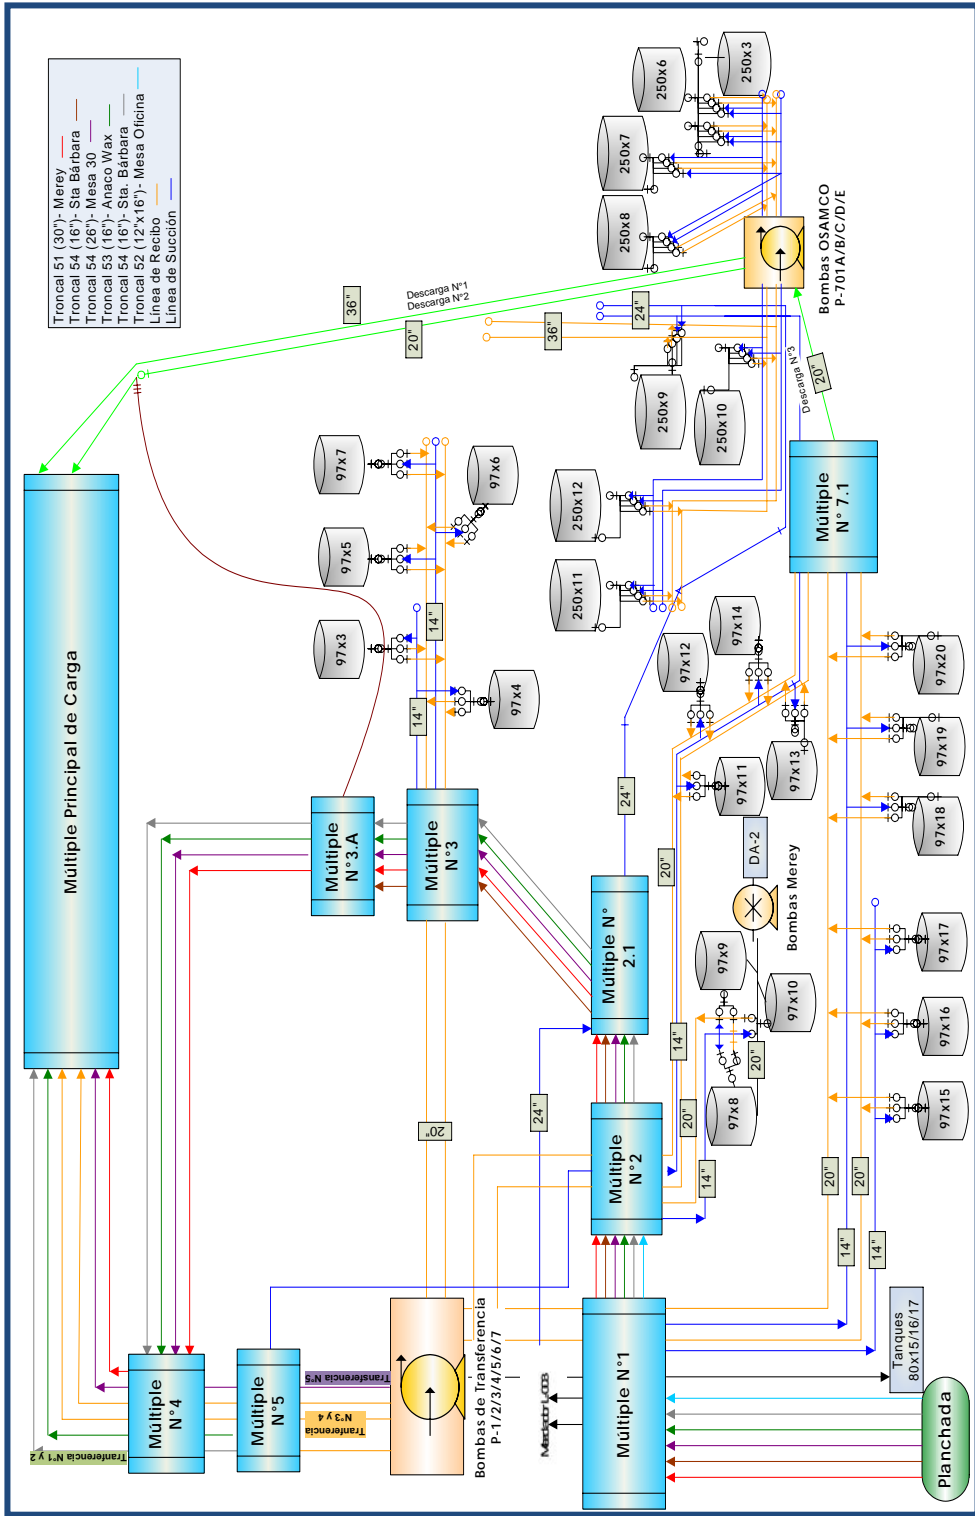 Troncal 51 (30")- Merey
Troncal 54 (16")- Sta Bárbara
Troncal 54 (26")- Mesa 30
Troncal 53 (16")- Anaco Wax
Troncal 54 (16")- Sta. Bárbara
Troncal 52 (12"x16")- Mesa Oficina
Línea de Recibo
Línea de Succión
250x6
250x3
250x7
250x8
Bombas OSAMCO
P-701A/B/C/D/E
Descarga N°1
Descarga N°2
36"
20"
36"
24"
Descarga N°3
20"
250x9
250x10
250x12
250x11
Múltiple
N° 7.1
Múltiple Principal de Carga
97x7
97x6
97x5
97x3
97x4
14"
14"
Múltiple
N°3.A
Múltiple
N°3
Múltiple N°
2.1
24"
97x14
97x12
97x13
97x11
20"
DA-2
Bombas Merey
97x9
97x10
97x8
14"
20"
20"
14"
24"
20"
Múltiple
N°2
97x20
97x19
97x18
97x17
97x16
97x15
20"
20"
14"
14"
Múltiple
N°4
Múltiple
N°5
Tranferencia N°1 y 2
Tranferencia
N°3 y 4
Transferencia N°5
Bombas de Transferencia
P-1/2/3/4/5/6/7
Múltiple N°1
Tanques
80x15/16/17
Planchada